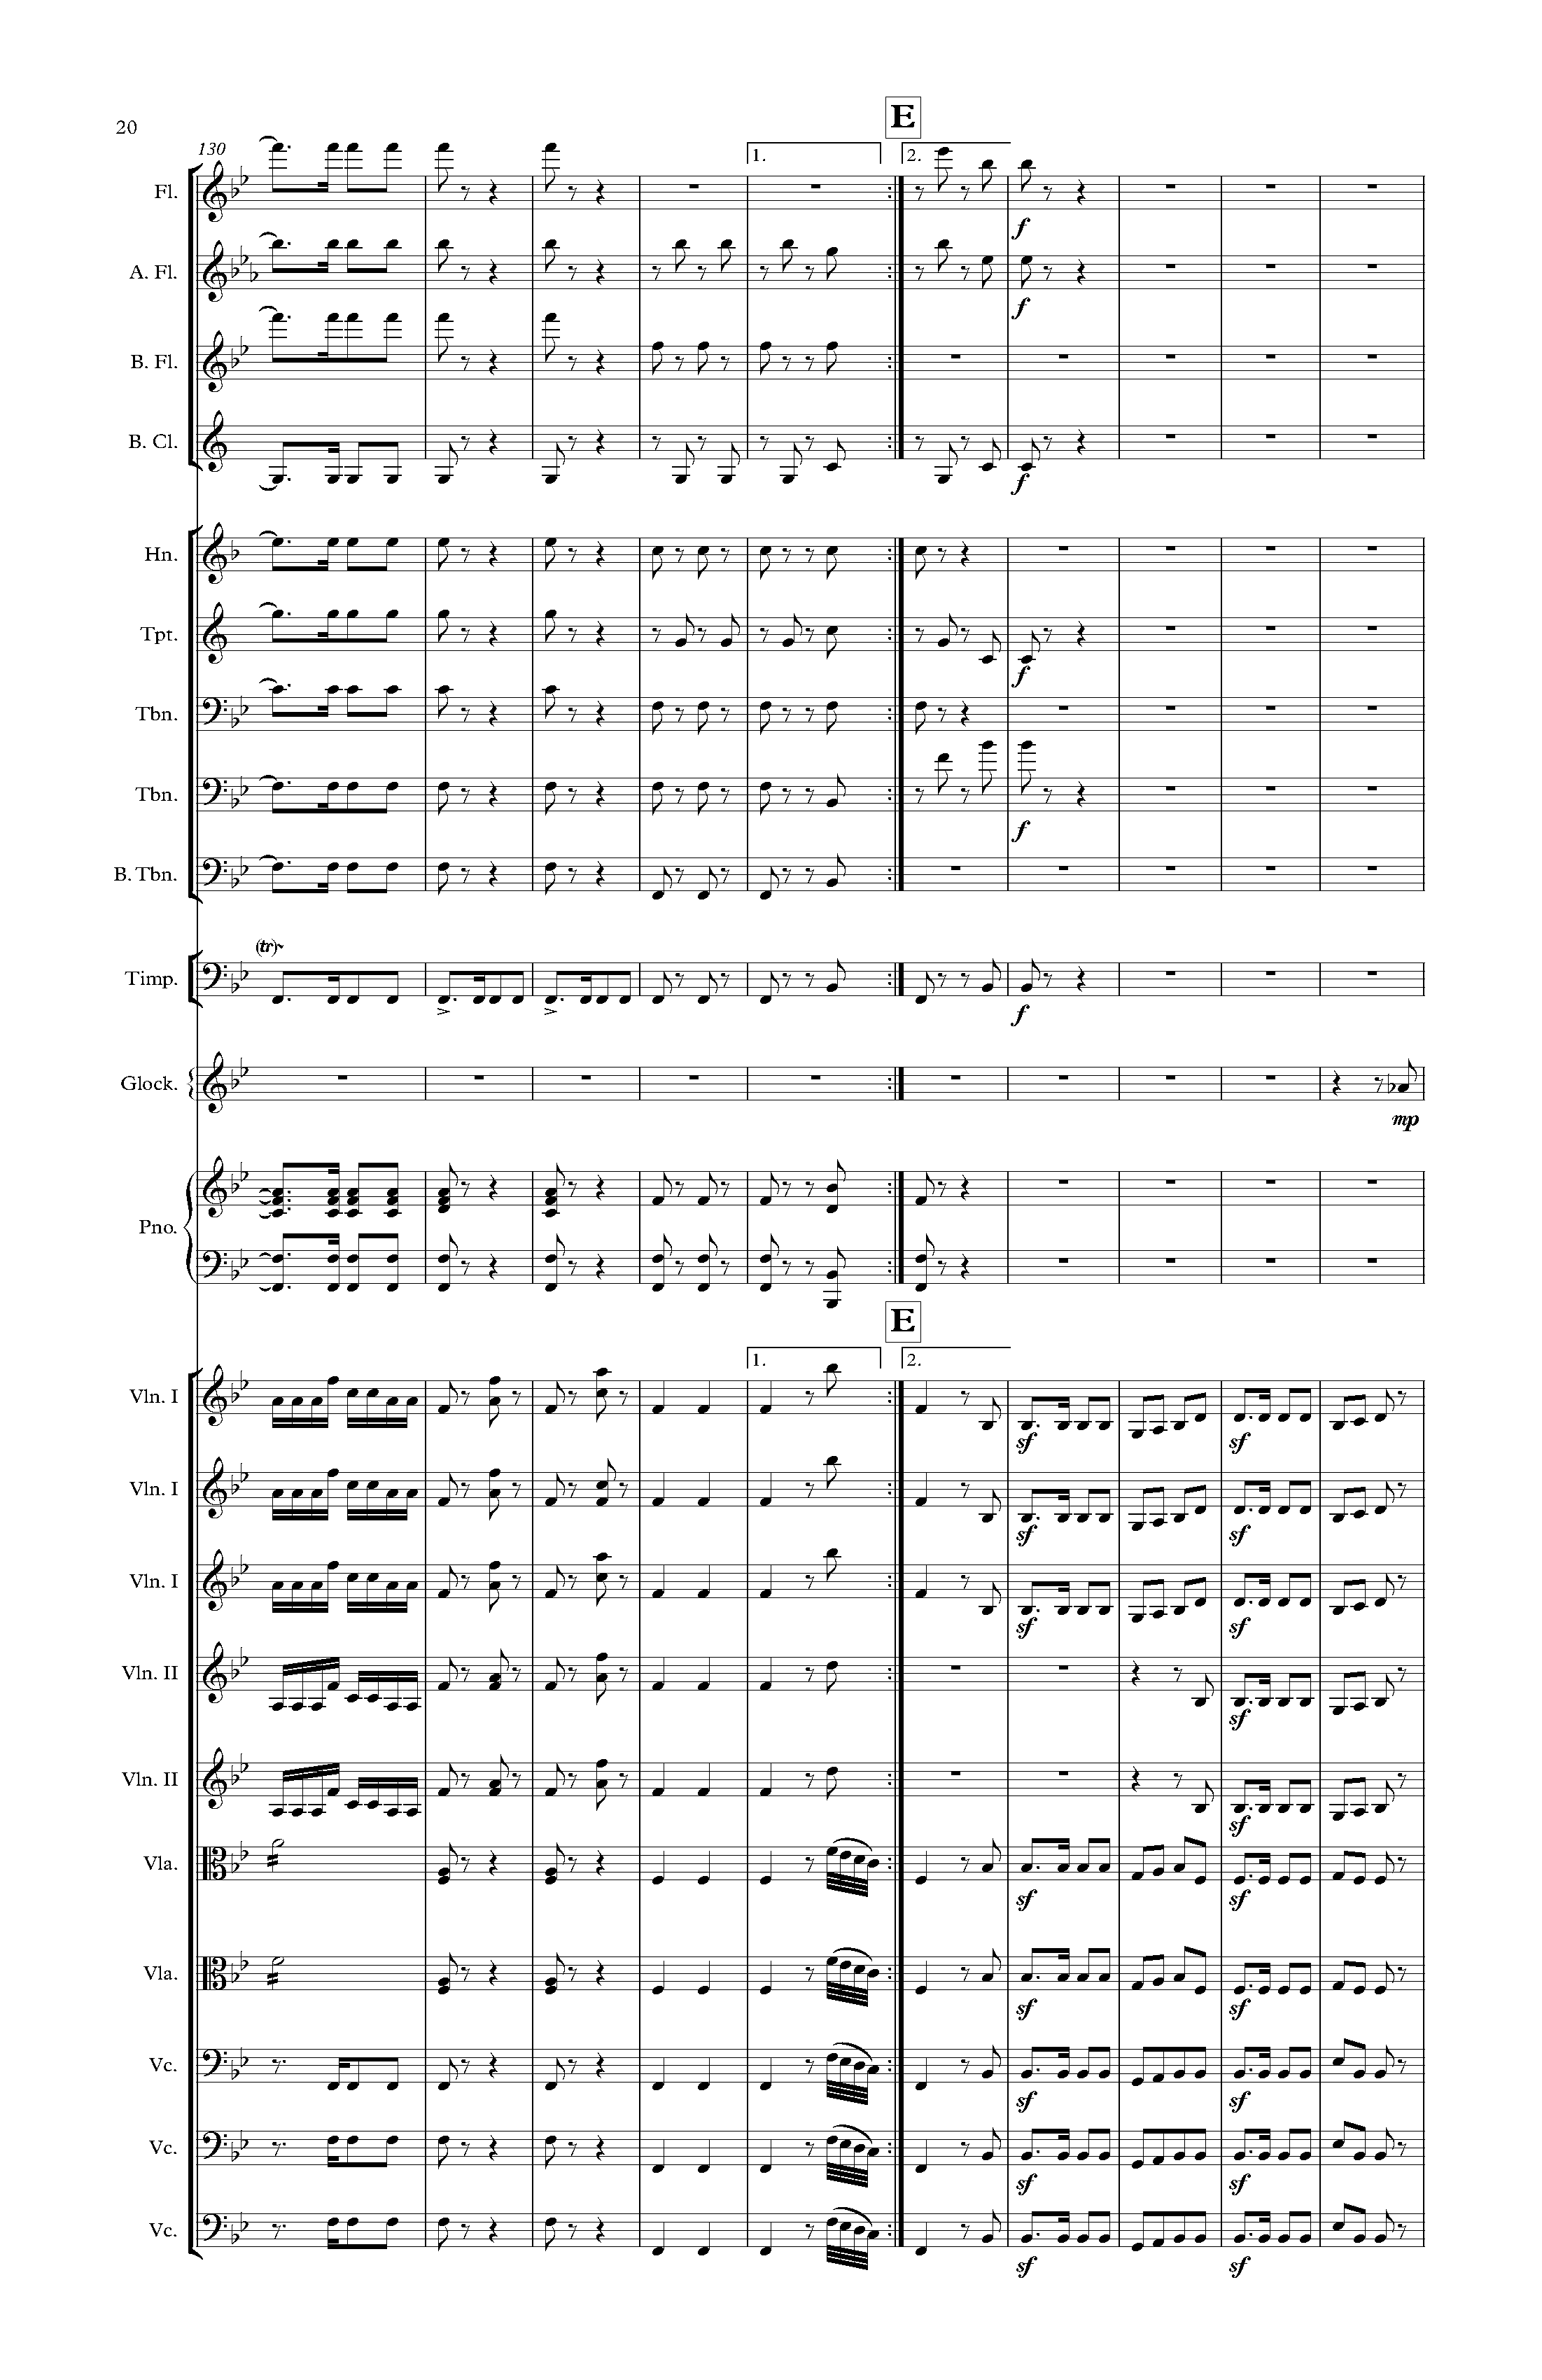 20
E
130
1.
2.
Fl.
f
A. Fl.
f
B. Fl.
B. Cl.
f
Hn.
Tpt.
f
Tbn.
Tbn.
f
B. Tbn.
(tr)
Timp.
f
Glock.
mp
Pno.
E
1.
2.
Vln. I
sf sf
Vln. I
sf sf
Vln. I
sf sf
Vln. II
sf
Vln. II
sf
Vla.
sf sf
Vla.
sf sf
Vc.
sf sf
Vc.
sf sf
Vc.
sf sf